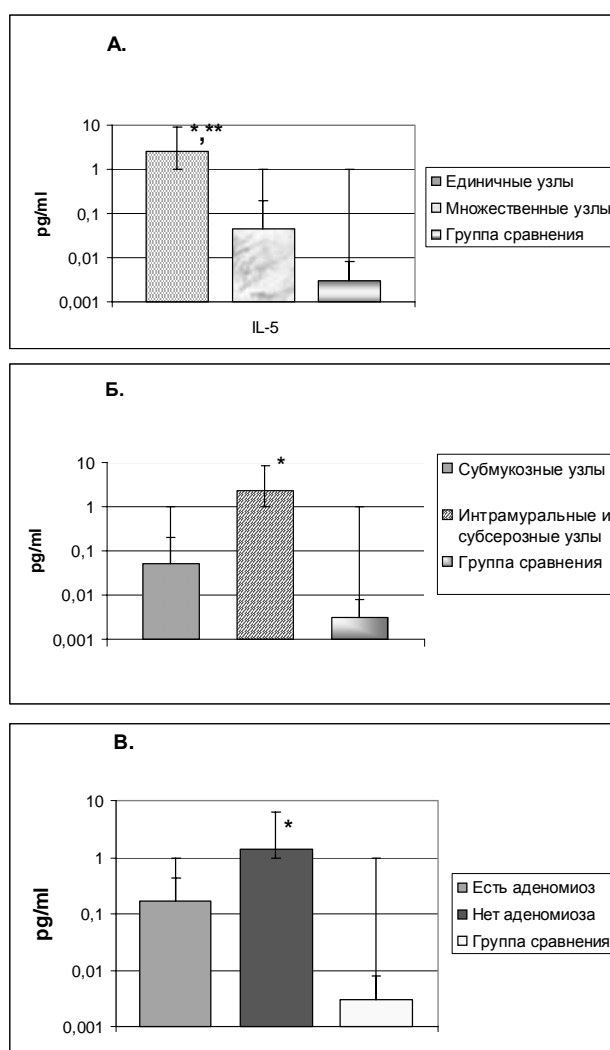 А.
10
1
0,1
0,01
0,001
pg/ml
*,**
IL-5
Единичные узлы
Множественные узлы
Группа сравнения
Б.
10
1
0,1
0,01
0,001
pg/ml
*
Субмукозные узлы
Интрамуральные и
субсерозные узлы
Группа сравнения
В.
10
1
0,1
0,01
0,001
pg/ml
*
Есть аденомиоз
Нет аденомиоза
Группа сравнения